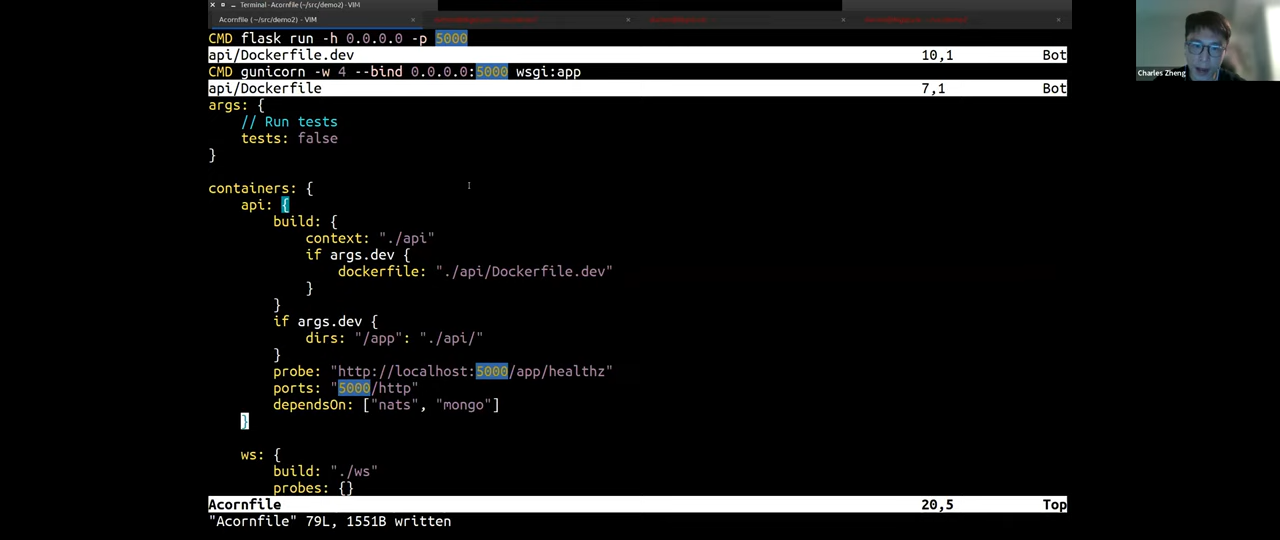 Terminal - Acornfile (~/src/demo2) - VIM
Acornfile (~/src/demo2) - VIM
CMD flask run -h 0.0.0.0 -p 5000
api/Dockerfile.dev 10,1 Bot
CMD gunicorn -w 4 --bind 0.0.0.0:5000 wsgi:app
api/Dockerfile 7,1 Bot
args: {
// Run tests
tests: false
}
containers: {
api: {
build: {
context: "./api"
if args.dev {
dockerfile: "./api/Dockerfile.dev"
}
}
if args.dev {
dirs: "/app": "./api/"
}
probe: "http://localhost:5000/app/healthz"
ports: "5000/http"
dependsOn: ["nats", "mongo"]
}
ws: {
build: "./ws"
probes: {}
Acornfile 20,5 Top
"Acornfile" 79L, 1551B written
Charles Zheng